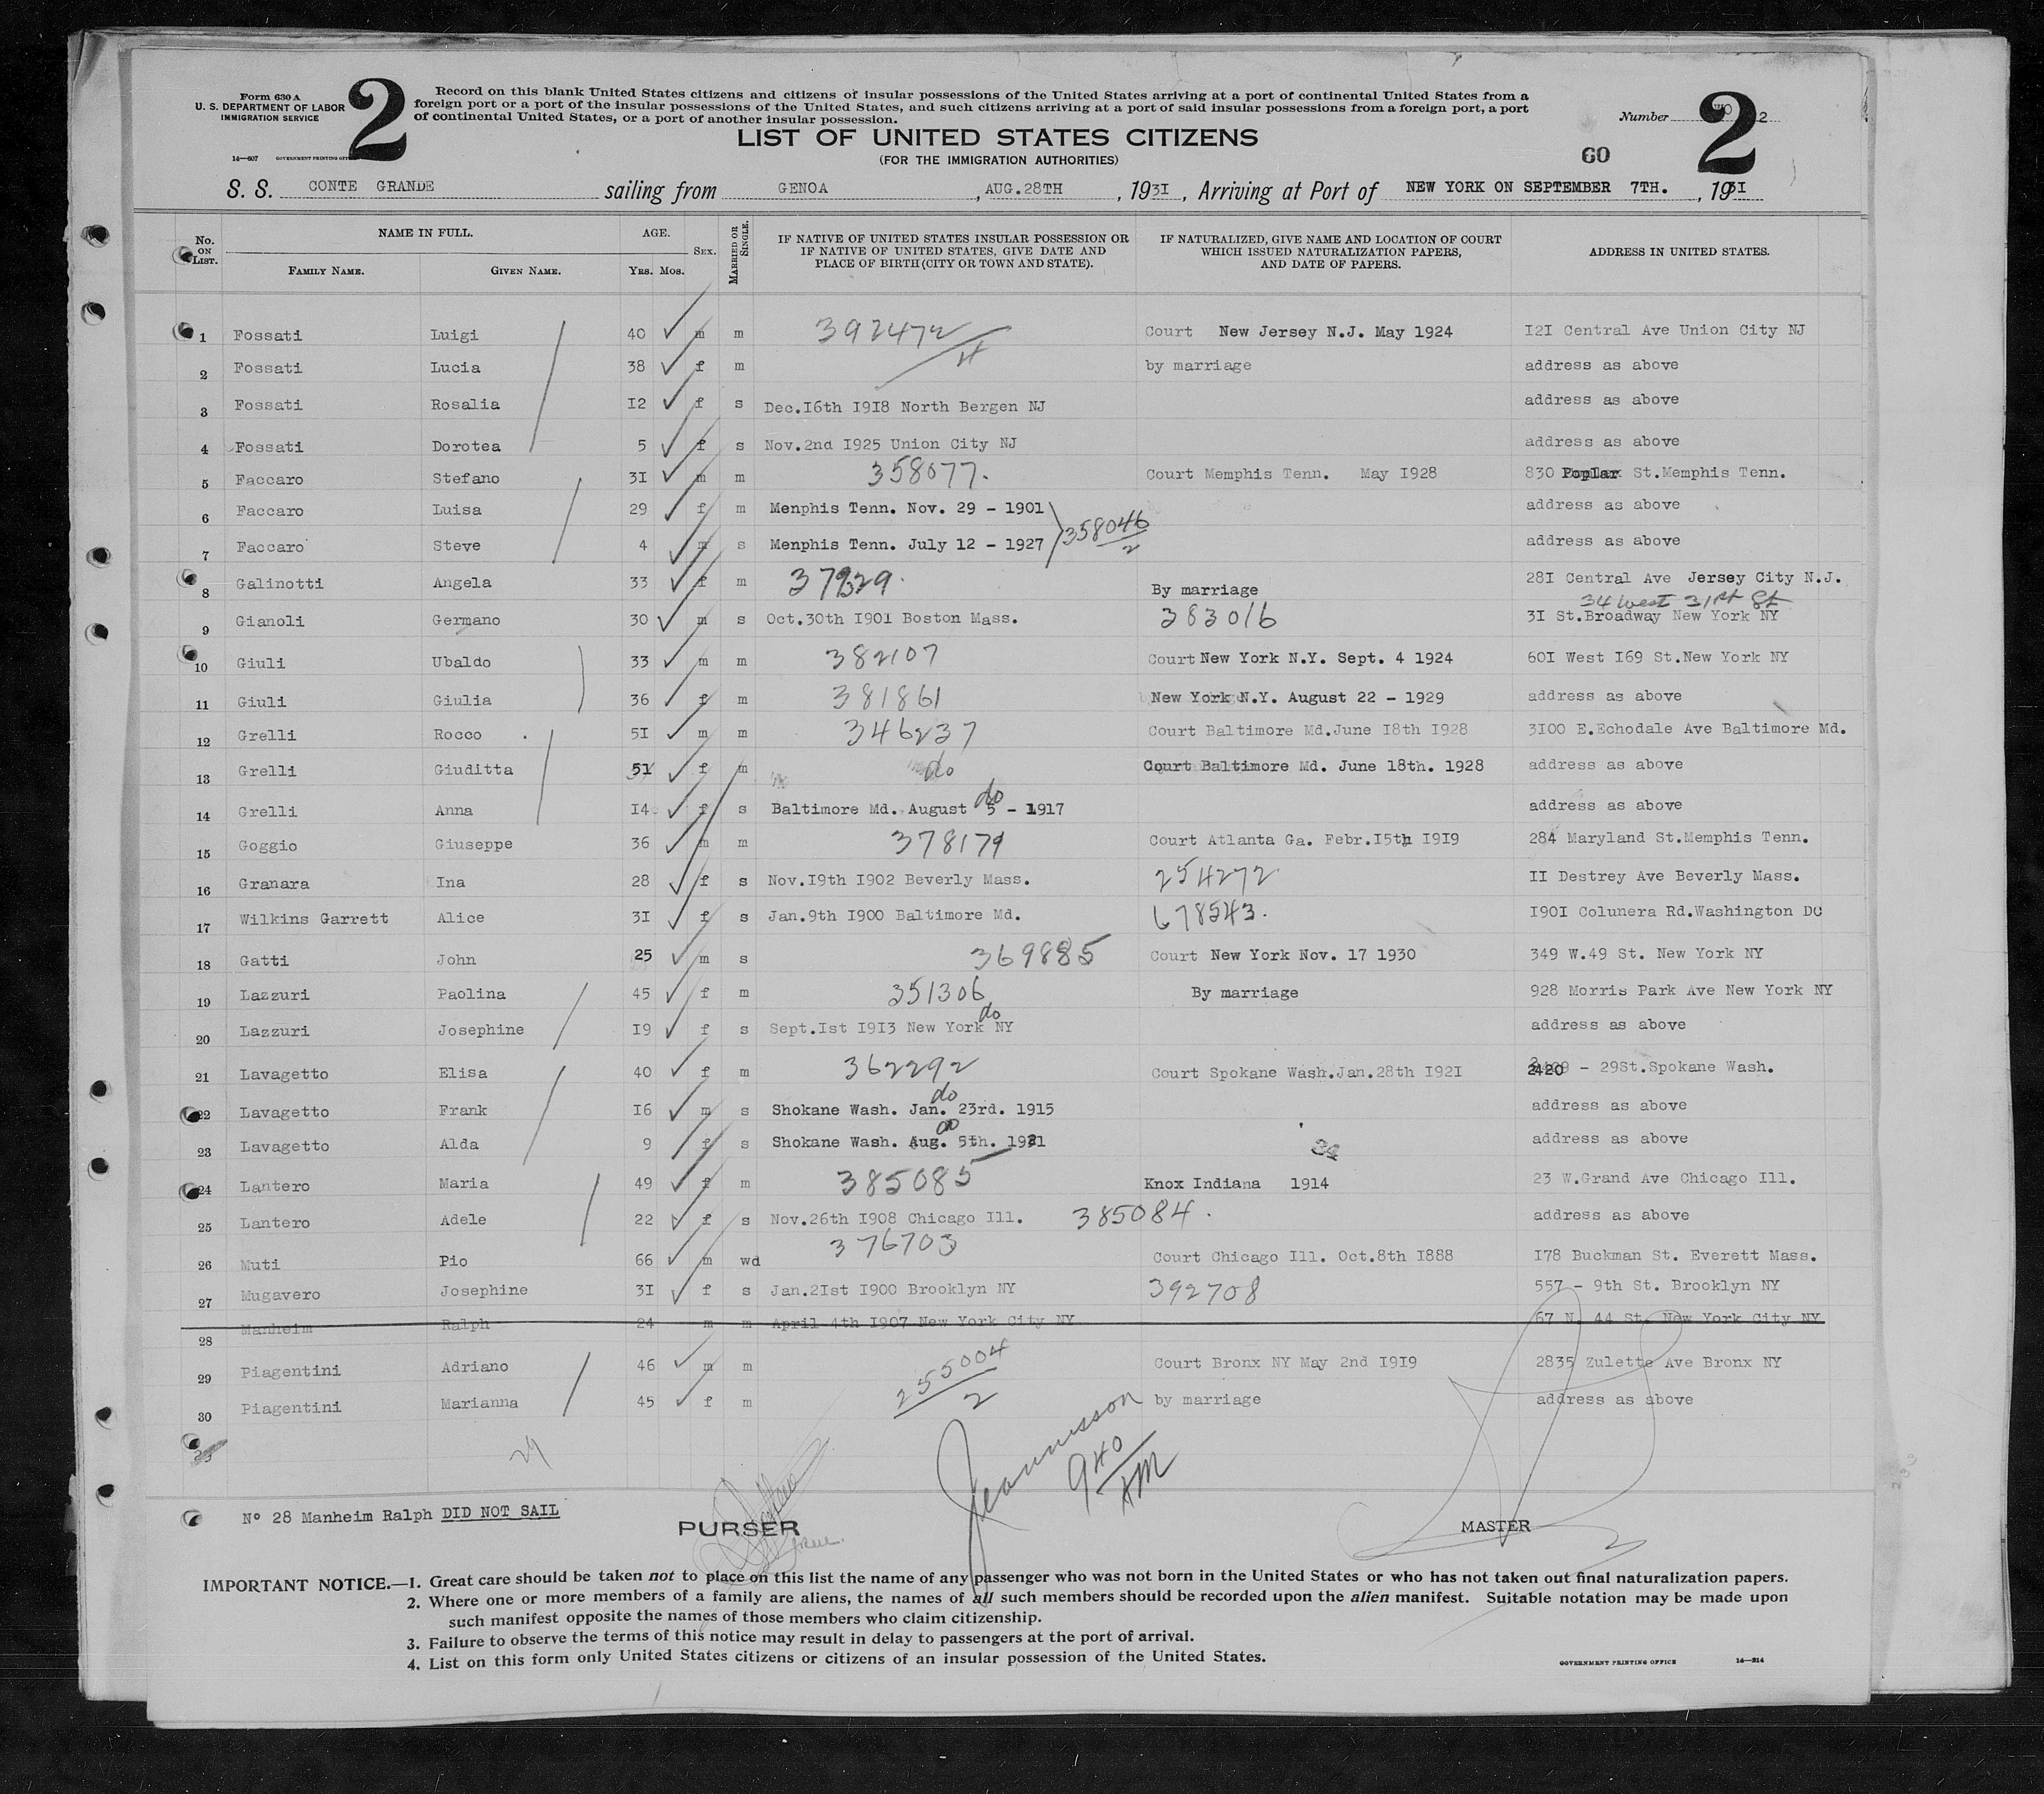 Form 630 A
U. S. DEPARTMENT OF LABOR
IMMIGRATION SERVICE
14—607 GOVERNMENT PRINTING
2
Record on this blank United States citizens and citizens of insular possessions of the United States arriving at a port of continental United States from a
foreign port or a port of the insular possessions of the United States, and such citizens arriving at a port of said insular possessions from a foreign port, a port
of continental United States, or a port of another insular possession.
Number 2
2
LIST OF UNITED STATES CITIZENS
(FOR THE IMMIGRATION AUTHORITIES)
60
S. S. CONTE GRANDE sailing from GENOA, AUG.28TH, 193I, Arriving at Port of NEW YORK ON SEPTEMBER 7TH., 193I
No. ON LIST. NAME IN FULL. FAMILY NAME. GIVEN NAME. AGE. YRS. MOS. SEX. MARRIED OR SINGLE. IF NATIVE OF UNITED STATES INSULAR POSSESSION OR IF NATIVE OF UNITED STATES, GIVE DATE AND PLACE OF BIRTH (CITY OR TOWN AND STATE). IF NATURALIZED, GIVE NAME AND LOCATION OF COURT WHICH ISSUED NATURALIZATION PAPERS, AND DATE OF PAPERS. ADDRESS IN UNITED STATES.
1 Fossati Luigi 40 m m 392472/4 Court New Jersey N.J. May 1924 I2I Central Ave Union City NJ
2 Fossati Lucia 38 f m by marriage address as above
3 Fossati Rosalia I2 f s Dec.I6th I9I8 North Bergen NJ address as above
4 Fossati Dorotea 5 f s Nov.2nd I925 Union City NJ address as above
5 Faccaro Stefano 3I m m 358077. Court Memphis Tenn. May I928 830 Poplar St.Memphis Tenn.
6 Faccaro Luisa 29 f m Menphis Tenn. Nov. 29 - 1901 address as above
358046/2
7 Faccaro Steve 4 m s Menphis Tenn. July 12 - 1927 address as above
8 Galinotti Angela 33 f m By marriage 28I Central Ave Jersey City N.J.
34 West 31st St
9 Gianoli Germano 30 m s Oct.30th I90I Boston Mass. 383016 3I St.Broadway New York NY
10 Giuli Ubaldo 33 m m 382107 Court New York N.Y. Sept. 4 1924 60I West I69 St.New York NY
11 Giuli Giulia 36 f m 381861 New York N.Y. August 22 - 1929 address as above
12 Grelli Rocco 5I m m 346237 Court Baltimore Md.June I8th I928 3I00 E.Echodale Ave Baltimore Md.
13 Grelli Giuditta 51 f m do Court Baltimore Md. June 18th. 1928 address as above
14 Grelli Anna I4 f s Baltimore Md. August 5 - 1917 do address as above
15 Goggio Giuseppe 36 m m 378179 Court Atlanta Ga. Febr.I5th I9I9 284 Maryland St.Memphis Tenn.
16 Granara Ina 28 f s Nov.I9th I902 Beverly Mass. 254272 II Destrey Ave Beverly Mass.
17 Wilkins Garrett Alice 3I f s Jan.9th I900 Baltimore Md. 678543. I90I Colunera Rd.Washington DC
18 Gatti John 25 m s 369885 Court New York Nov. 17 1930 349 W.49 St. New York NY
19 Lazzuri Paolina 45 f m 351306 By marriage 928 Morris Park Ave New York NY
20 Lazzuri Josephine I9 f s Sept.Ist I9I3 New York NY do address as above
21 Lavagetto Elisa 40 f m 362292 Court Spokane Wash.Jan.28th I92I 2420 - 29St.Spokane Wash.
22 Lavagetto Frank I6 m s Shokane Wash. Jan. 23rd. 1915 do address as above
23 Lavagetto Alda 9 f s Shokane Wash. Aug. 5th. do address as above
24 Lantero Maria 49 f m 385085 Knox Indiana 1914 23 W.Grand Ave Chicago Ill.
25 Lantero Adele 22 f s Nov.26th I908 Chicago Ill. 385084. address as above
26 Muti Pio 66 m wd 376703 Court Chicago Ill. Oct.8th I888 I78 Buckman St. Everett Mass.
27 Mugavero Josephine 3I f s Jan.2Ist I900 Brooklyn NY 392708 557 - 9th St. Brooklyn NY
28 Manheim Ralph 24 m m April 4th I907 New York City NY 67 N. 44 St. New York City NY
29 Piagentini Adriano 46 m m 255004/2 Court Bronx NY May 2nd I9I9 2835 Zulette Ave Bronx NY
30 Piagentini Marianna 45 f m by marriage address as above
29
Jeannesson
940
AM
Nº 28 Manheim Ralph DID NOT SAIL
PURSER
MASTER
IMPORTANT NOTICE.—1. Great care should be taken not to place on this list the name of any passenger who was not born in the United States or who has not taken out final naturalization papers.
2. Where one or more members of a family are aliens, the names of all such members should be recorded upon the alien manifest. Suitable notation may be made upon
such manifest opposite the names of those members who claim citizenship.
3. Failure to observe the terms of this notice may result in delay to passengers at the port of arrival.
4. List on this form only United States citizens or citizens of an insular possession of the United States.
GOVERNMENT PRINTING OFFICE 14—214